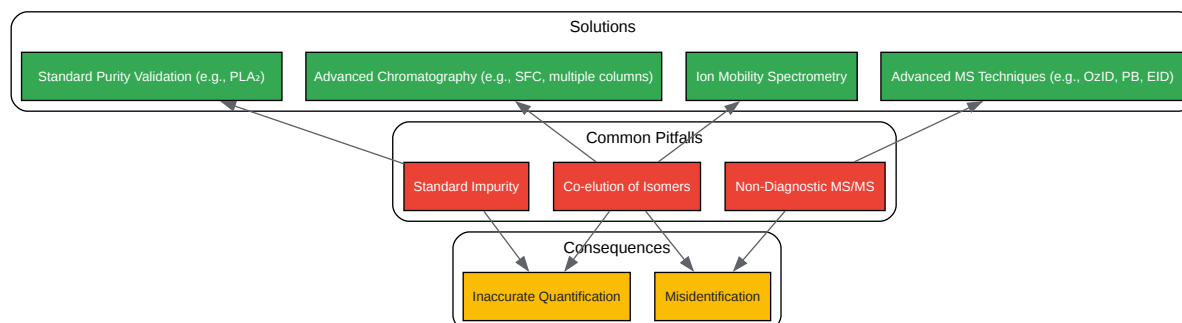 Solutions
Standard Purity Validation (e.g., PLA₂)
Advanced Chromatography (e.g., SFC, multiple columns)
Ion Mobility Spectrometry
Advanced MS Techniques (e.g., OzID, PB, EID)
Common Pitfalls
Standard Impurity
Co-elution of Isomers
Non-Diagnostic MS/MS
Consequences
Inaccurate Quantification
Misidentification